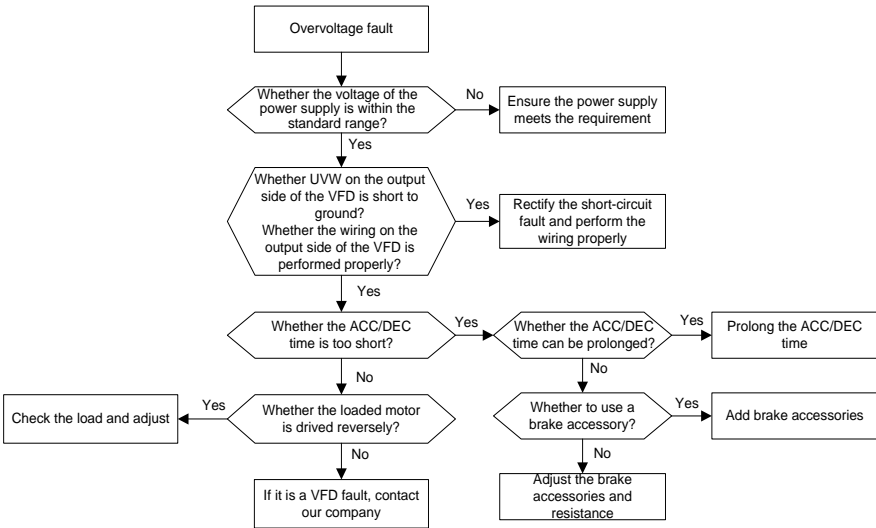 Overvoltage fault
Whether the voltage of the
power supply is within the
standard range?
No
Ensure the power supply
meets the requirement
Yes
Whether UVW on the output
side of the VFD is short to
ground?
Whether the wiring on the
output side of the VFD is
performed properly?
Yes
Rectify the short-circuit
fault and perform the
wiring properly
Yes
Whether the ACC/DEC
time is too short?
Yes
Whether the ACC/DEC
time can be prolonged?
Yes
Prolong the ACC/DEC
time
No
No
Check the load and adjust
Yes
Whether the loaded motor
is drived reversely?
Whether to use a
brake accessory?
Yes
Add brake accessories
No
No
If it is a VFD fault, contact
our company
Adjust the brake
accessories and
resistance